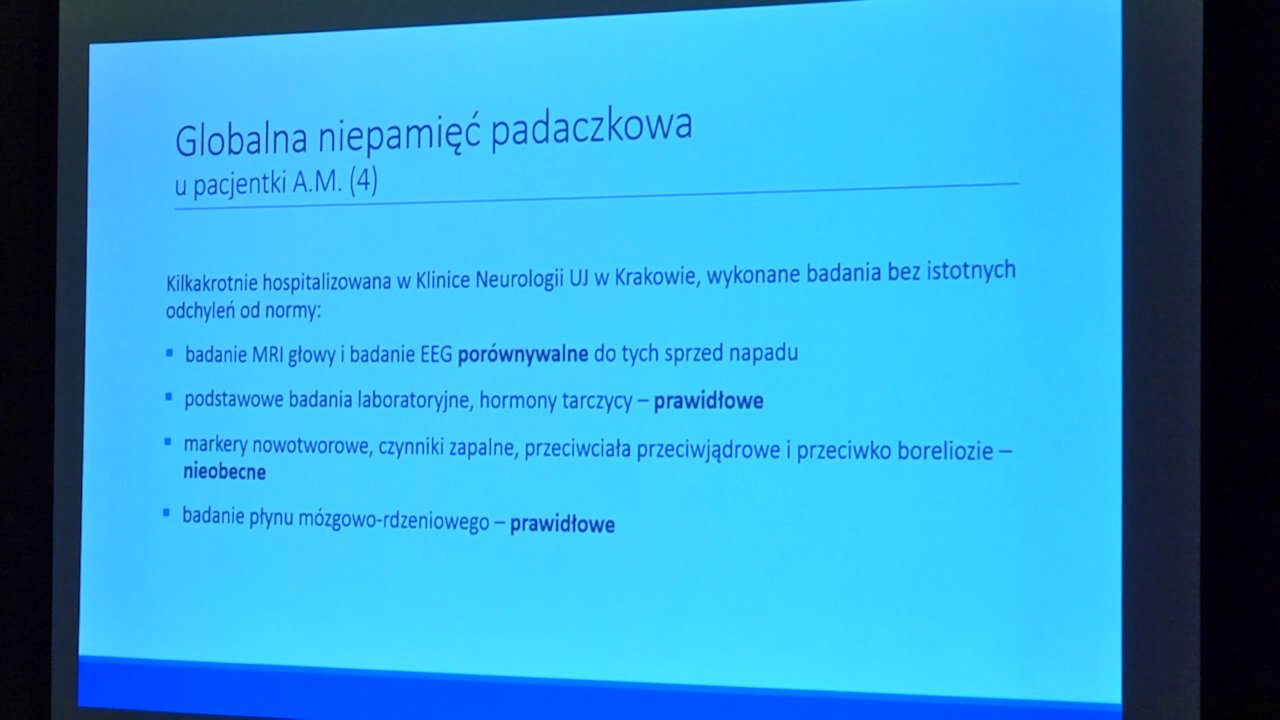 Globalna niepamięć padaczkowa
u pacjentki A.M. (4)
Kilkakrotnie hospitalizowana w Klinice Neurologii UJ w Krakowie, wykonane badania bez istotnych
odchyleń od normy:
▪ badanie MRI głowy i badanie EEG porównywalne do tych sprzed napadu
▪ podstawowe badania laboratoryjne, hormony tarczycy – prawidłowe
▪ markery nowotworowe, czynniki zapalne, przeciwciała przeciwjądrowe i przeciwko boreliozie –
nieobecne
▪ badanie płynu mózgowo-rdzeniowego – prawidłowe